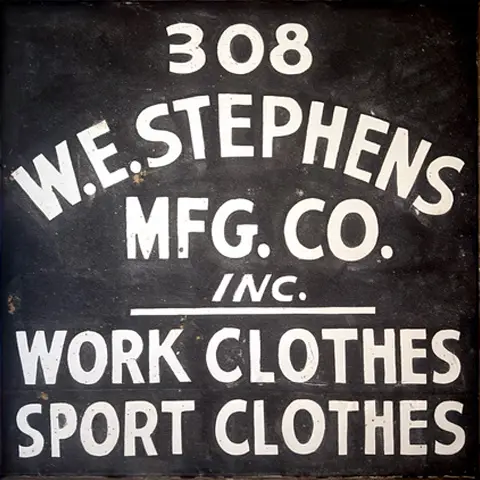 308
W.E.STEPHENS
MFG. CO.
INC.
WORK CLOTHES
SPORT CLOTHES